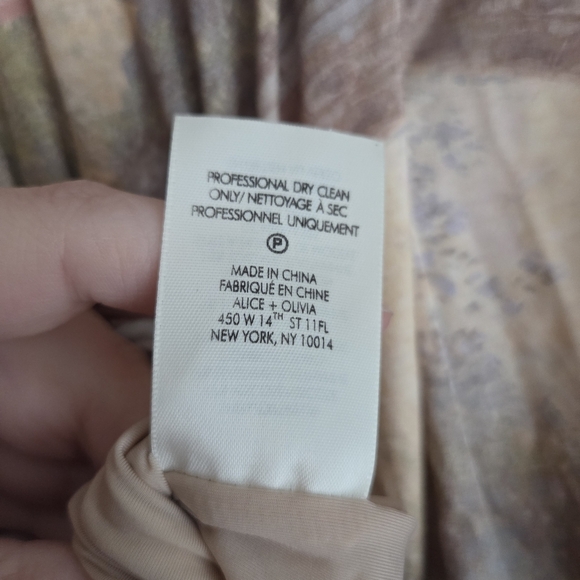 PROFESSIONAL DRY CLEAN
ONLY/ NETTOYAGE À SEC
PROFESSIONNEL UNIQUEMENT
P
MADE IN CHINA
FABRIQUÉ EN CHINE
ALICE + OLIVIA
450 W 14TH ST 11FL
NEW YORK, NY 10014